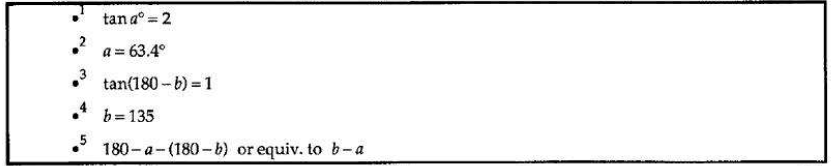 •¹ tan a° = 2
•² a = 63.4°
•³ tan(180 – b) = 1
•⁴ b = 135
•⁵ 180 – a – (180 – b) or equiv. to b – a